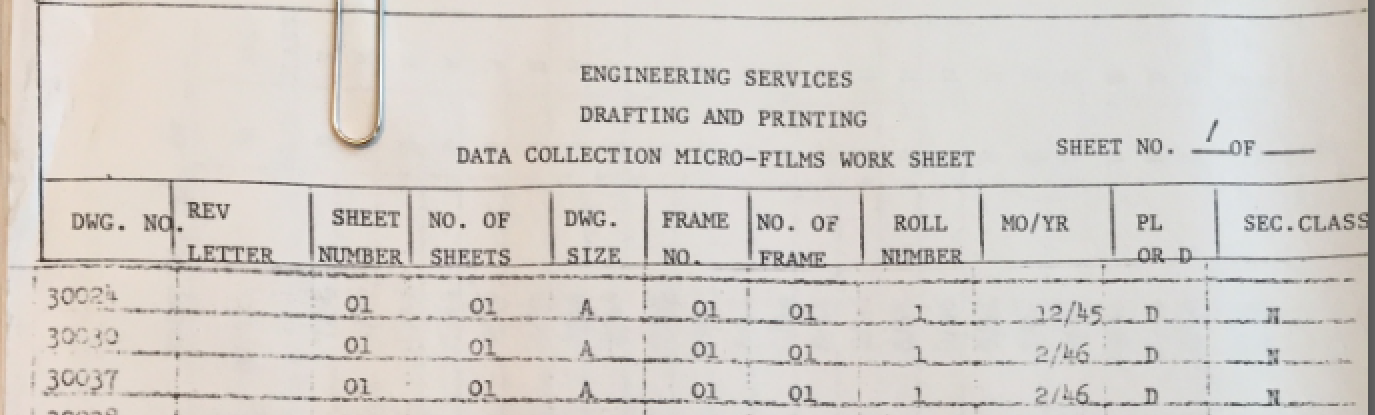 ENGINEERING SERVICES
DRAFTING AND PRINTING
DATA COLLECTION MICRO-FILMS WORK SHEET
SHEET NO. 1 OF
DWG. NO. REV LETTER SHEET NUMBER NO. OF SHEETS DWG. SIZE FRAME NO. NO. OF FRAME ROLL NUMBER MO/YR PL OR D SEC.CLASS
30024 01 01 A 01 01 1 12/45 D N
30030 01 01 A 01 01 1 2/46 D N
30037 01 01 A 01 01 1 2/46 D N